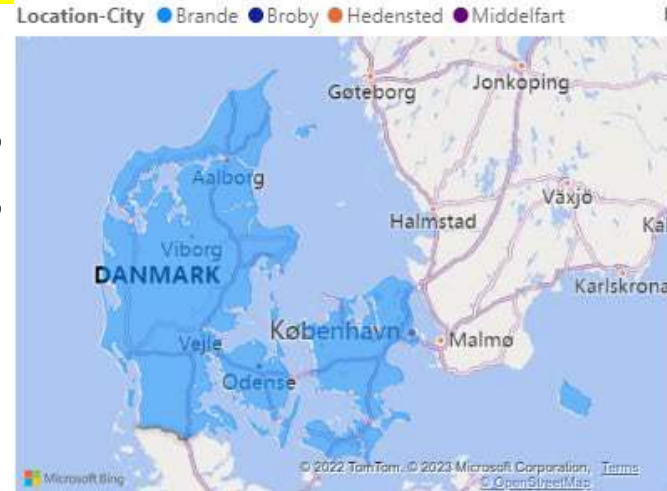 Location-City Brande Broby Hedensted Middelfart
Gøteborg
Jonkoping
Aalborg
Växjö
Halmstad
Viborg
DANMARK
Karlskrona
København
Malmø
Vejle
Odense
Microsoft Bing
© 2022 TomTom, © 2023 Microsoft Corporation, Terms
© OpenStreetMap